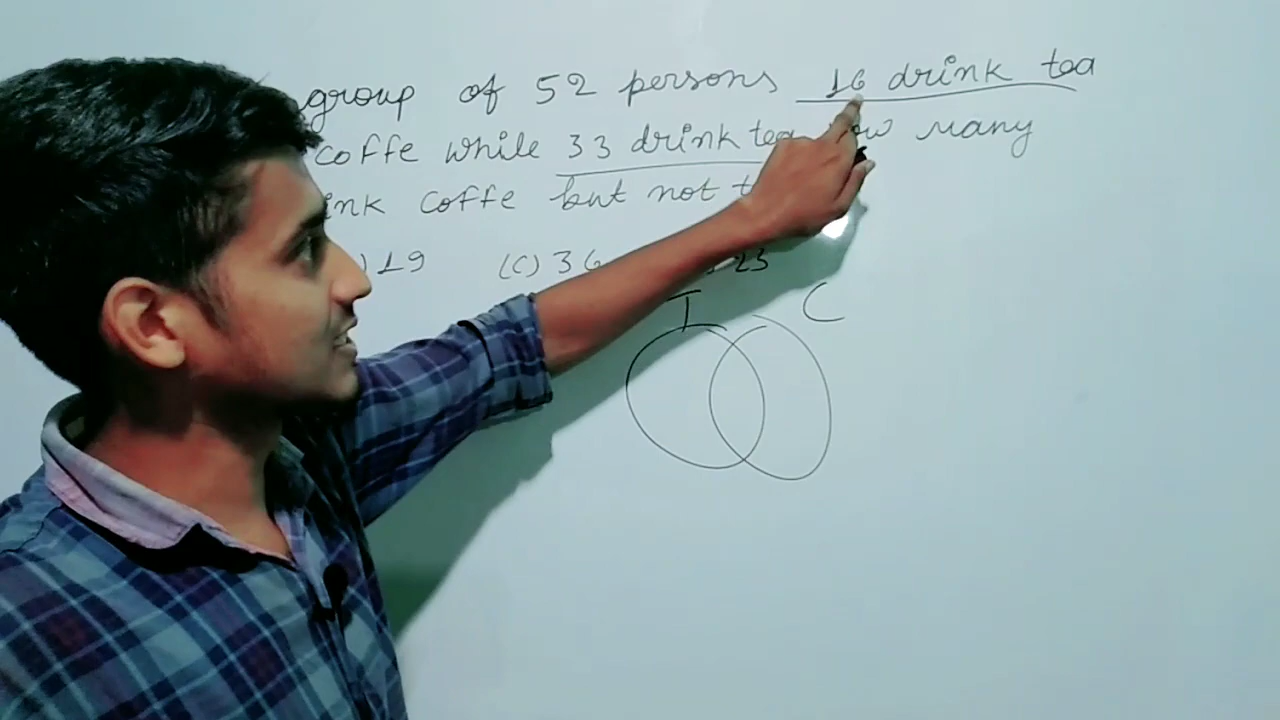 group of 52 persons 16 drink tea
coffe while 33 drink tea many
coffe but not
19 (C) 36 23
T C